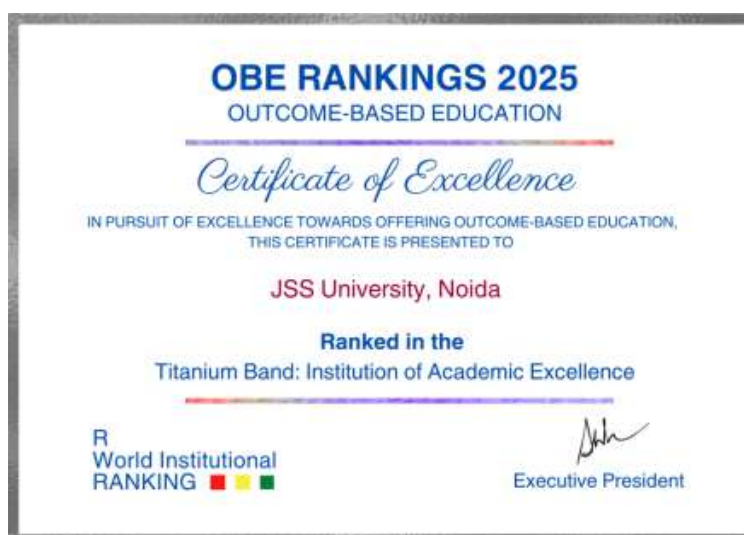 OBE RANKINGS 2025
OUTCOME-BASED EDUCATION
Certificate of Excellence
IN PURSUIT OF EXCELLENCE TOWARDS OFFERING OUTCOME-BASED EDUCATION,
THIS CERTIFICATE IS PRESENTED TO
JSS University, Noida
Ranked in the
Titanium Band: Institution of Academic Excellence
R
World Institutional
RANKING
Executive President